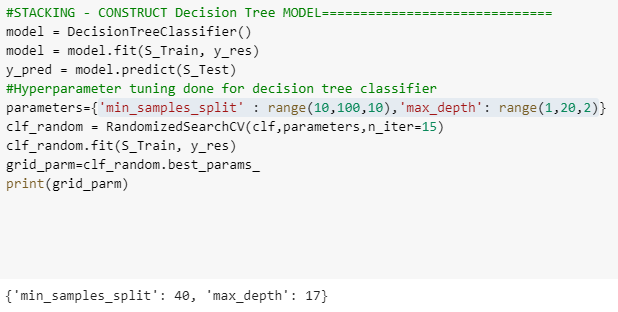 #STACKING - CONSTRUCT Decision Tree MODEL==============================
model = DecisionTreeClassifier()
model = model.fit(S_Train, y_res)
y_pred = model.predict(S_Test)
#Hyperparameter tuning done for decision tree classifier
parameters={'min_samples_split' : range(10,100,10),'max_depth': range(1,20,2)}
clf_random = RandomizedSearchCV(clf,parameters,n_iter=15)
clf_random.fit(S_Train, y_res)
grid_parm=clf_random.best_params_
print(grid_parm)
{'min_samples_split': 40, 'max_depth': 17}